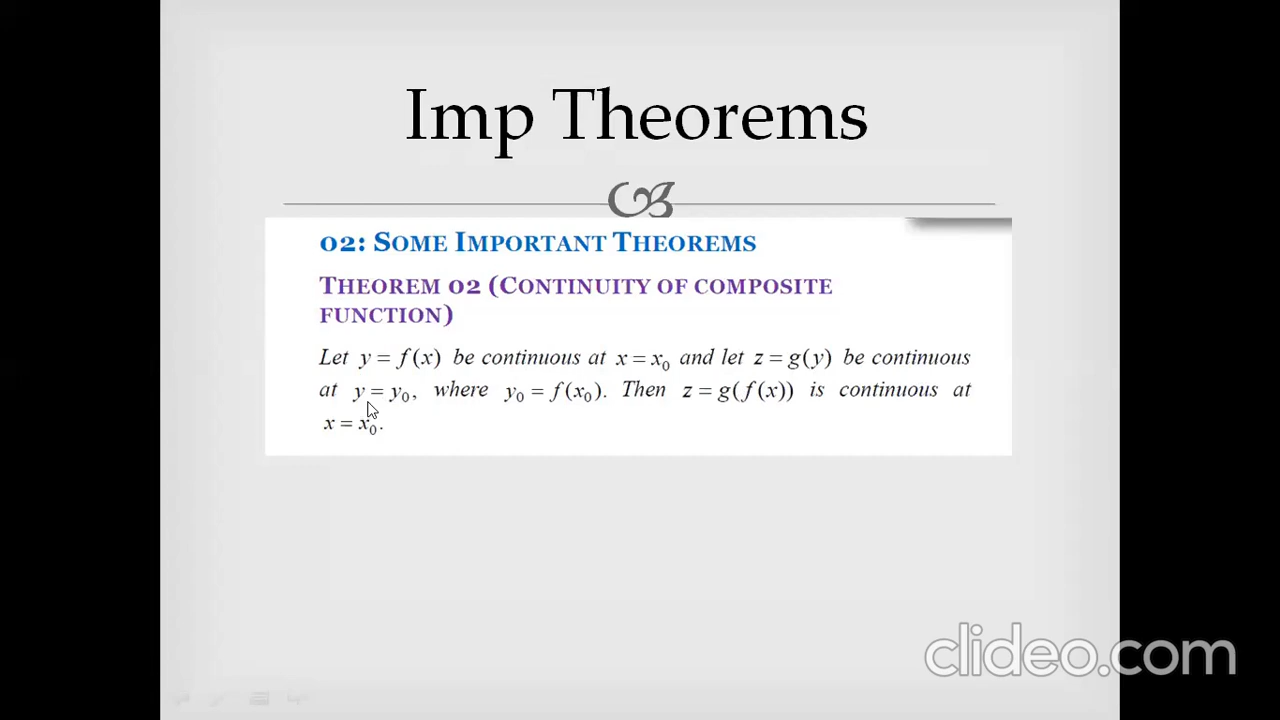 Imp Theorems
02: SOME IMPORTANT THEOREMS
THEOREM 02 (CONTINUITY OF COMPOSITE
FUNCTION)
Let y = f(x) be continuous at x = x₀ and let z = g(y) be continuous
at y = y₀, where y₀ = f(x₀). Then z = g(f(x)) is continuous at
x = x₀.
clideo.com